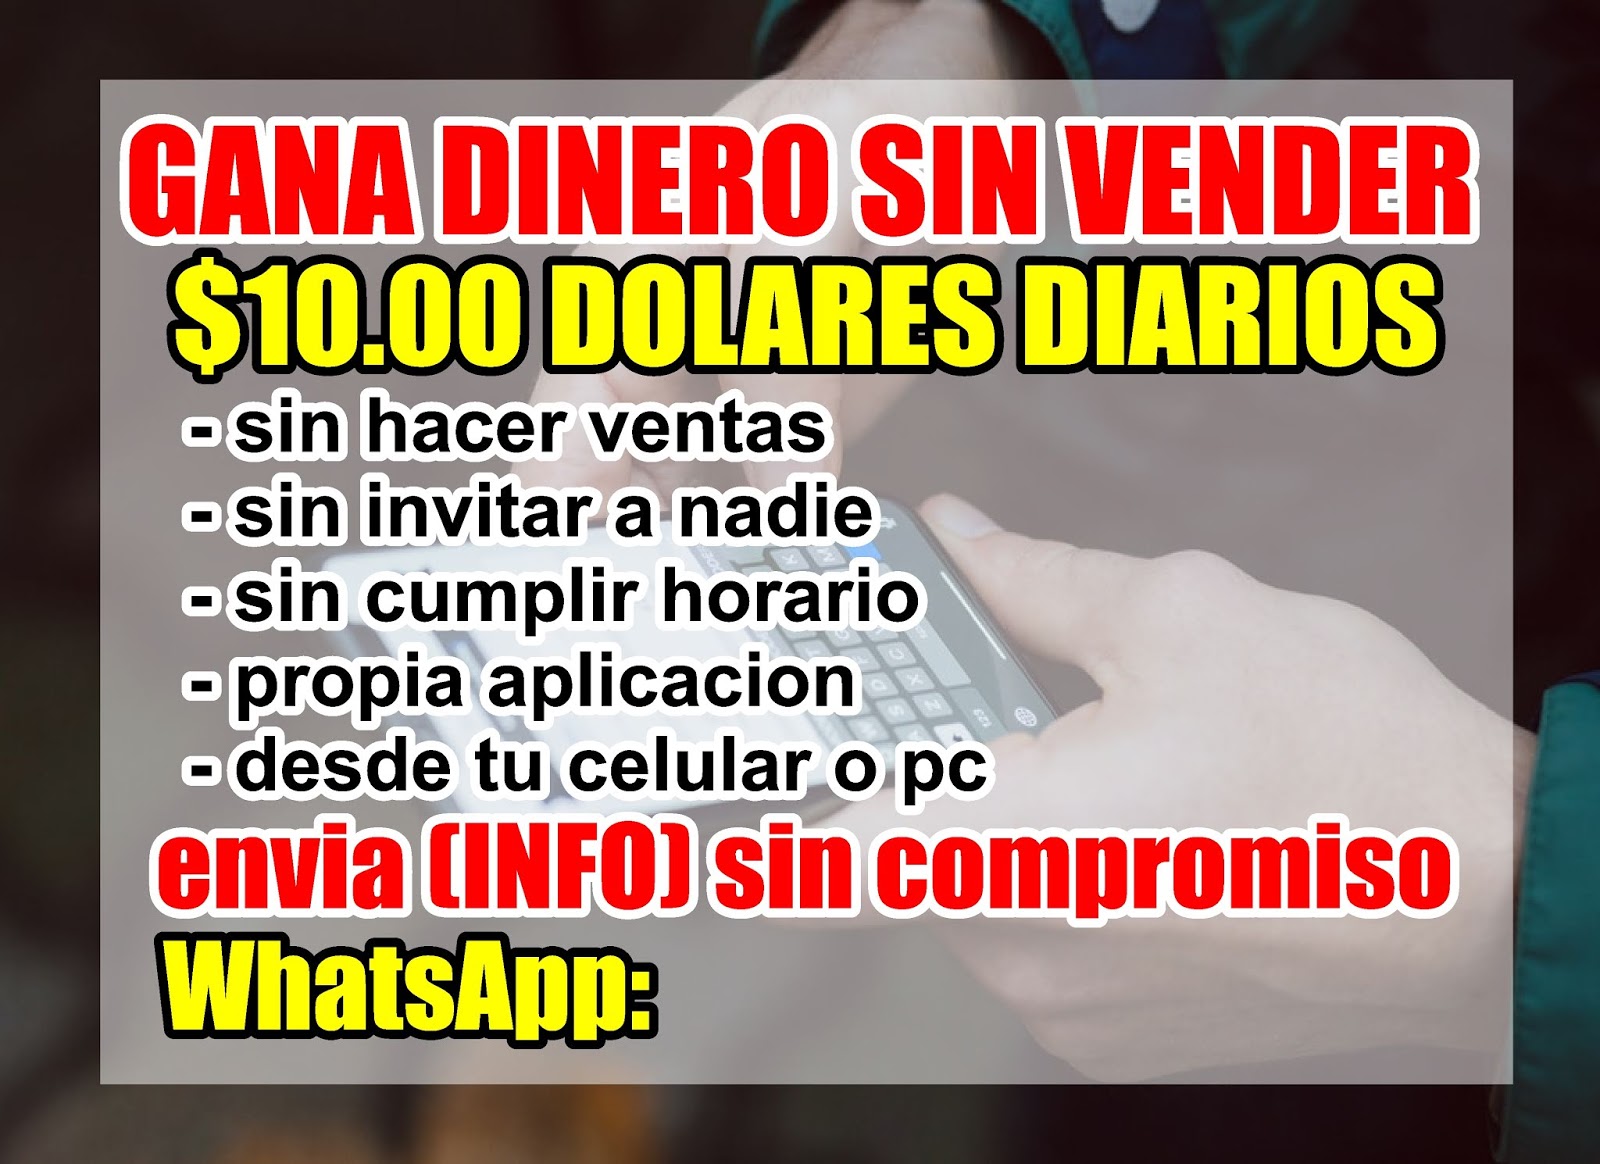 GANA DINERO SIN VENDER
$10.00 DOLARES DIARIOS
- sin hacer ventas
- sin invitar a nadie
- sin cumplir horario
- propia aplicacion
- desde tu celular o pc
envia (INFO) sin compromiso
WhatsApp: